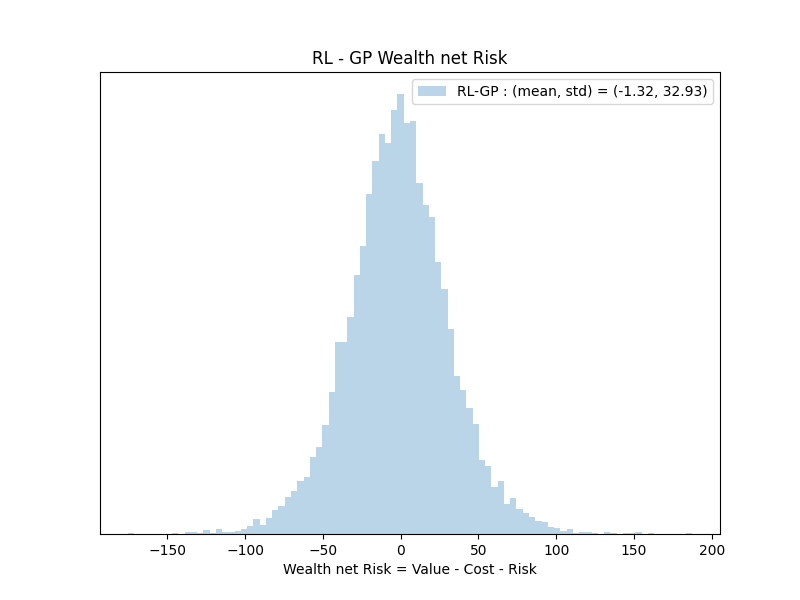 RL - GP Wealth net Risk
RL-GP : (mean, std) = (-1.32, 32.93)
−150 −100 −50 0 50 100 150 200
Wealth net Risk = Value - Cost - Risk